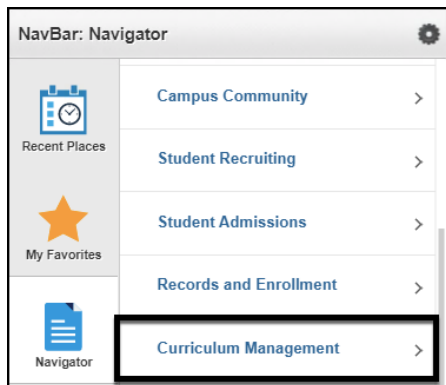 NavBar: Navigator
Recent Places
My Favorites
Navigator
Campus Community
Student Recruiting
Student Admissions
Records and Enrollment
Curriculum Management